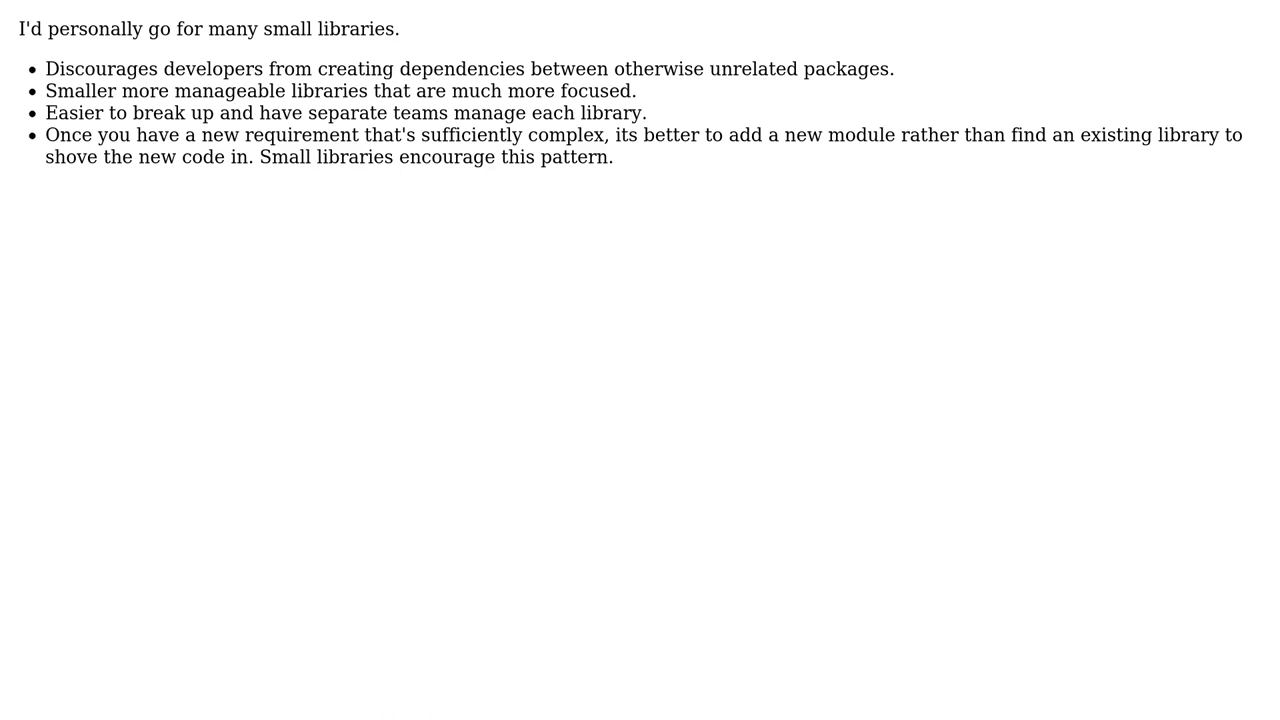 I'd personally go for many small libraries.
• Discourages developers from creating dependencies between otherwise unrelated packages.
• Smaller more manageable libraries that are much more focused.
• Easier to break up and have separate teams manage each library.
• Once you have a new requirement that's sufficiently complex, its better to add a new module rather than find an existing library to
shove the new code in. Small libraries encourage this pattern.